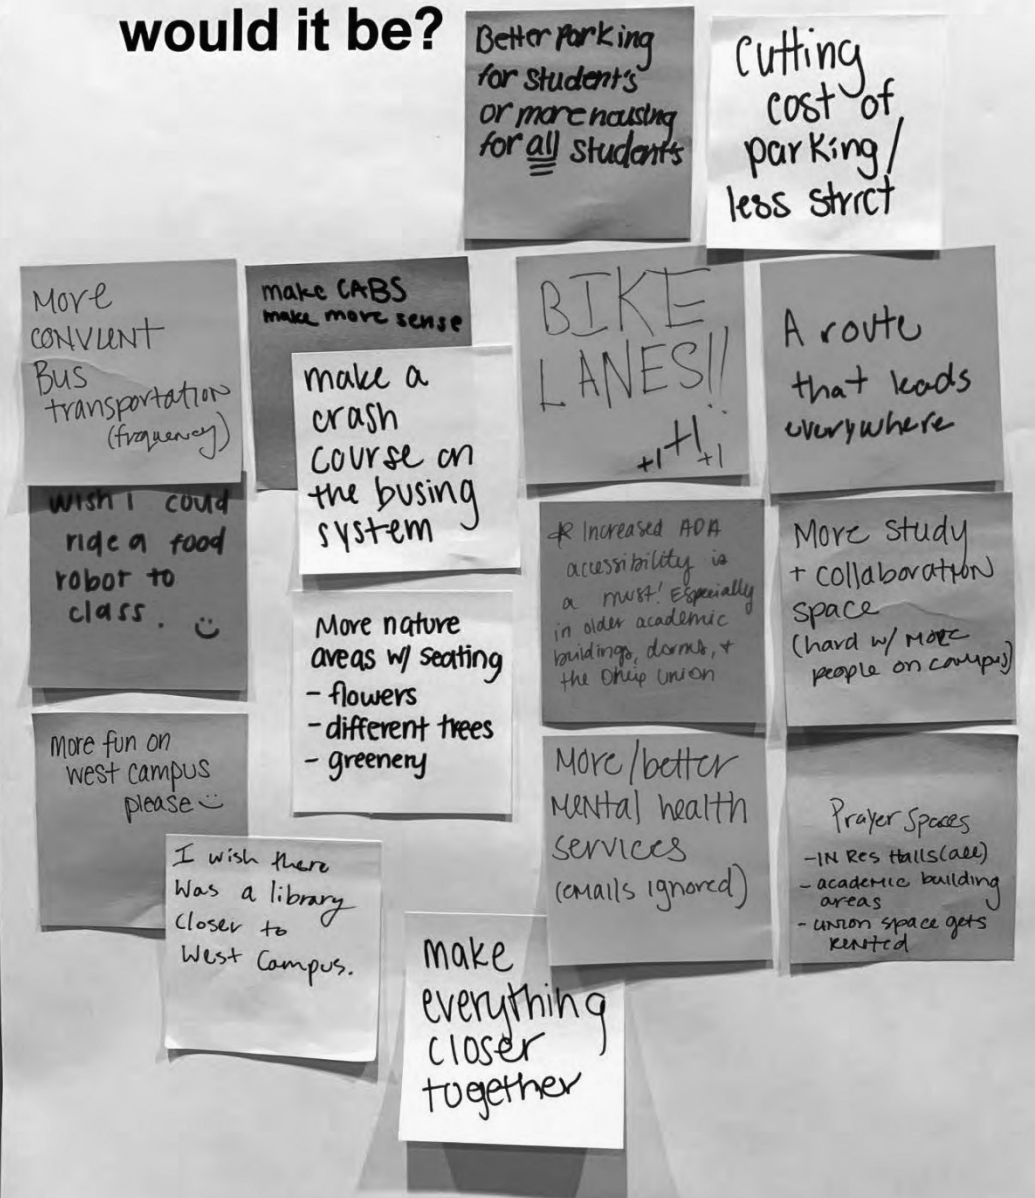 would it be?
Better parking
for student's
or more housing
for all students
Cutting
cost of
parking/
less strict
More
CONVIENT
Bus
transportation
(frequency)
make CABS
make more sense
make a
crash
course on
the busing
system
BIKE
LANES!!
+1 +1 +1
A route
that leads
everywhere
wish i could
ride a food
robot to
class. ☺
More nature
areas w/ seating
- flowers
- different trees
- greenery
* Increased ADA
accessibility is
a must! Especially
in older academic
buildings, dorms, +
the Ohio Union
More study
+ collaboration
space
(hard w/ more
people on campus)
More fun on
west campus
please ☺
I wish there
was a library
closer to
West Campus.
More/better
mental health
services
(emails ignored)
Prayer Spaces
- IN Res Halls (all)
- academic building
areas
- union space gets
rented
make
everything
closer
together